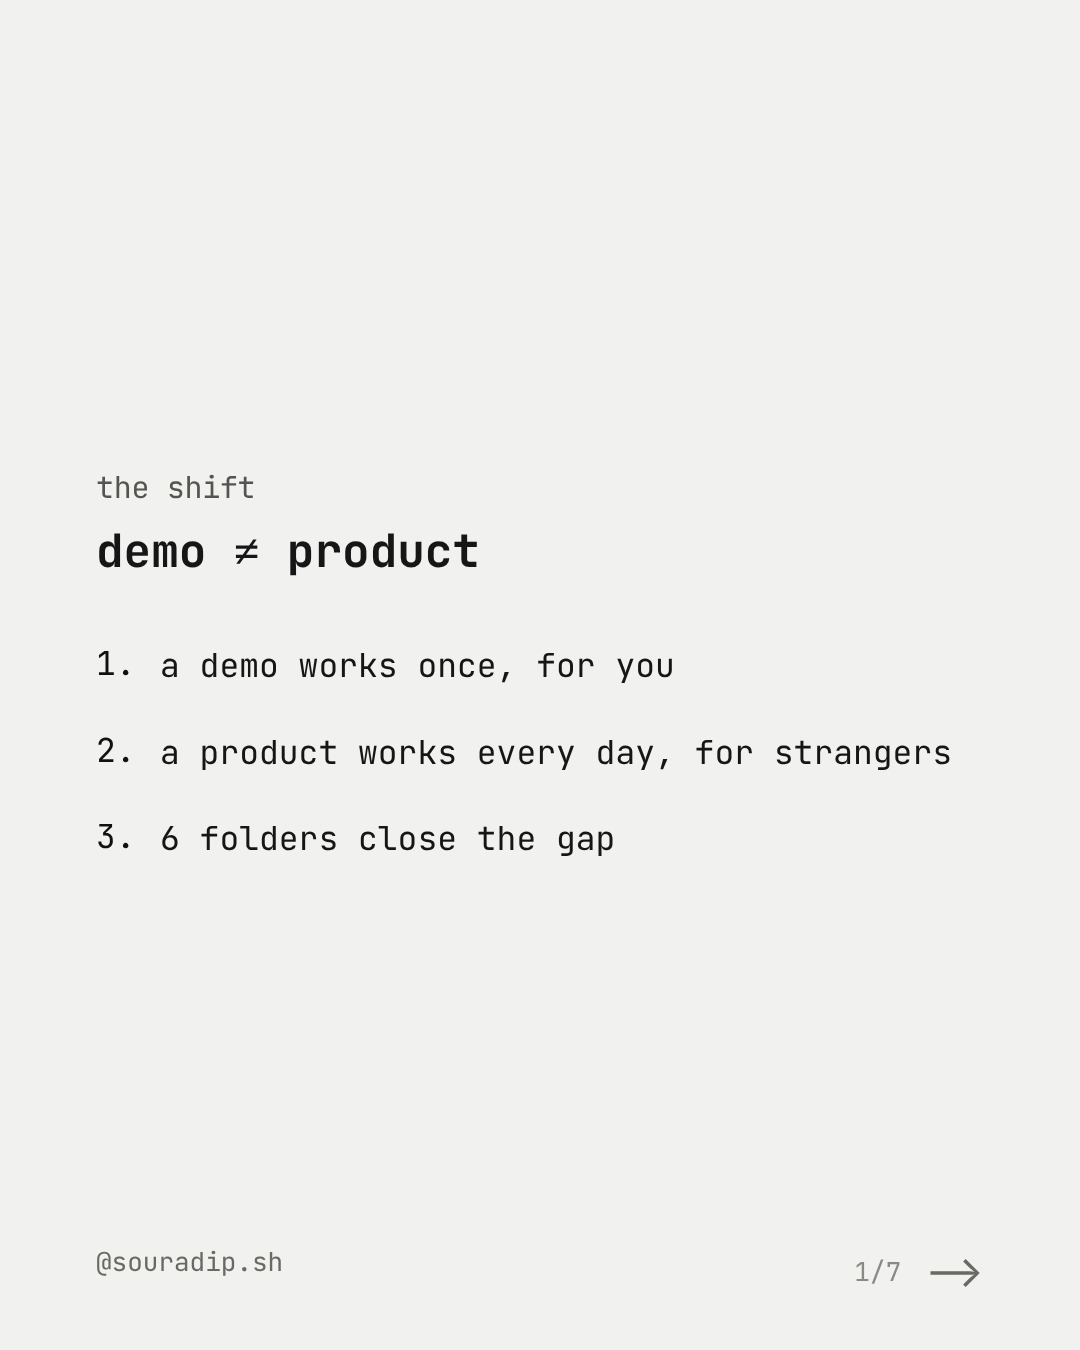 the shift
demo ≠ product
1. a demo works once, for you
2. a product works every day, for strangers
3. 6 folders close the gap
@souradip.sh
1/7 →